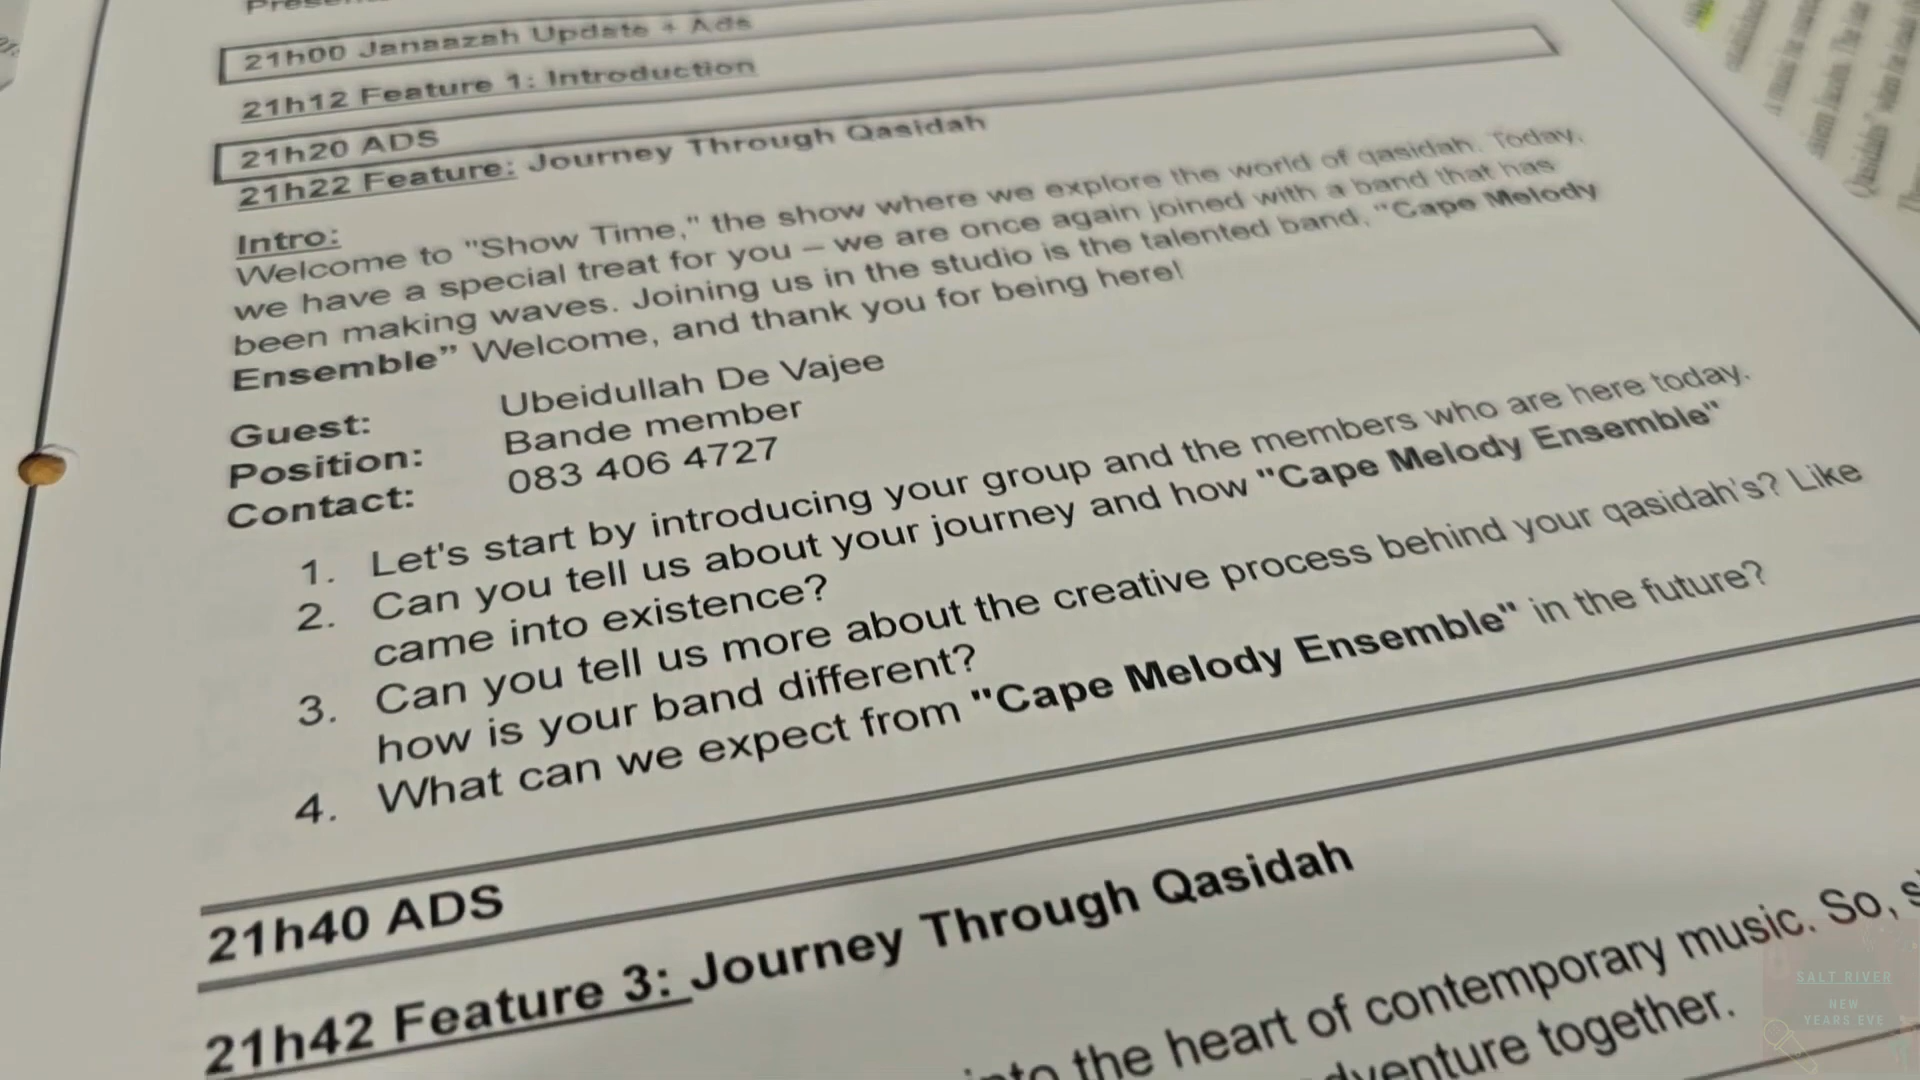 21h00 Janaazah Update + Ads
21h12 Feature 1: Introduction
21h20 ADS
21h22 Feature: Journey Through Qasidah
Intro:
Welcome to "Show Time," the show where we explore the world of qasidah. Today,
we have a special treat for you – we are once again joined with a band that has
been making waves. Joining us in the studio is the talented band, "Cape Melody
Ensemble” Welcome, and thank you for being here!
Guest: Ubeidullah De Vajee
Position: Bande member
Contact: 083 406 4727
1. Let's start by introducing your group and the members who are here today.
2. Can you tell us about your journey and how "Cape Melody Ensemble"
came into existence?
3. Can you tell us more about the creative process behind your qasidah's? Like
how is your band different?
4. What can we expect from "Cape Melody Ensemble" in the future?
21h40 ADS
21h42 Feature 3: Journey Through Qasidah
the heart of contemporary music. So,
together.
SALT RIVER
NEW
YEARS EVE